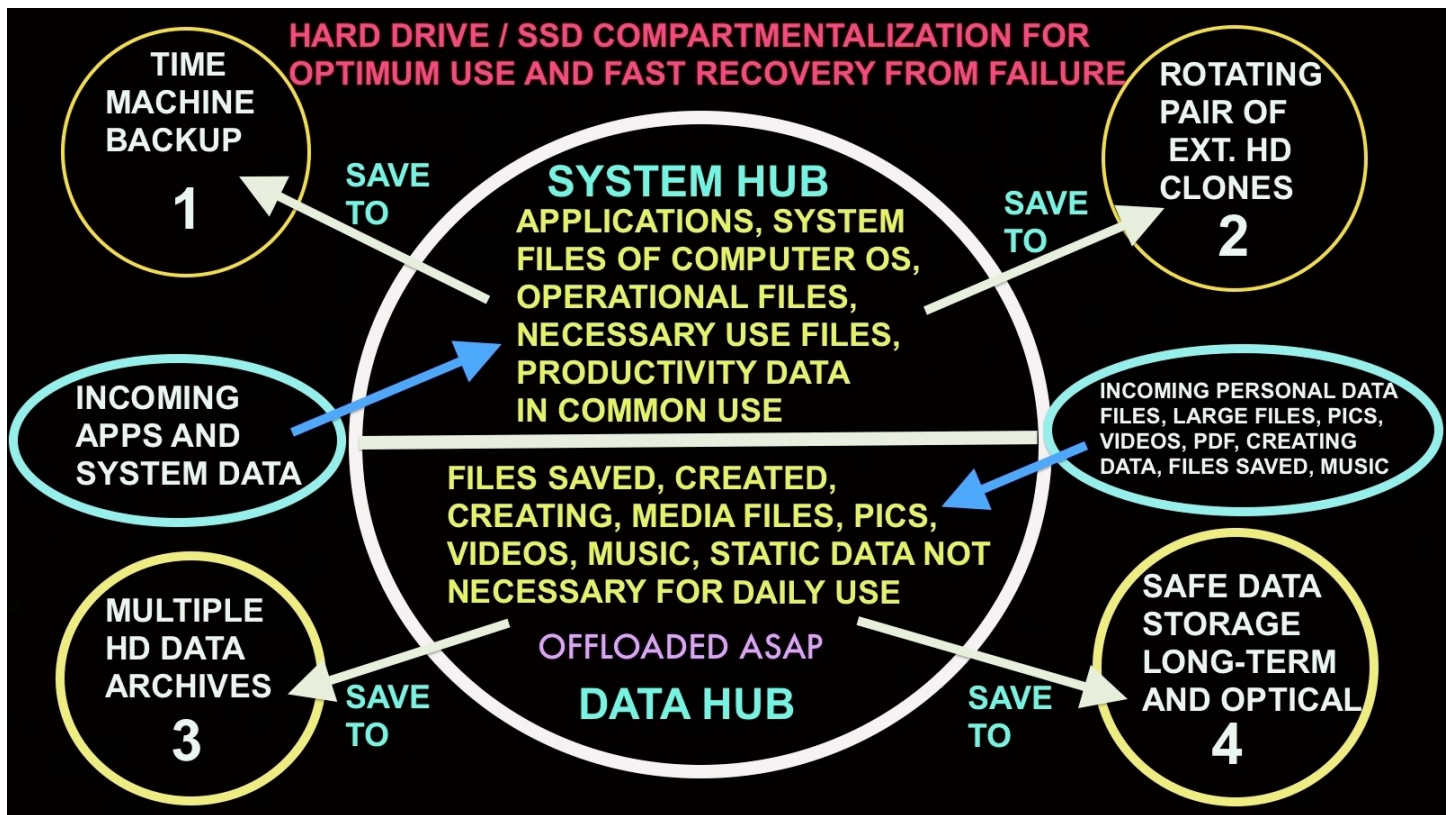 HARD DRIVE / SSD COMPARTMENTALIZATION FOR
OPTIMUM USE AND FAST RECOVERY FROM FAILURE
TIME
MACHINE
BACKUP
1
SAVE
TO
ROTATING
PAIR OF
EXT. HD
CLONES
2
SAVE
TO
SYSTEM HUB
APPLICATIONS, SYSTEM
FILES OF COMPUTER OS,
OPERATIONAL FILES,
NECESSARY USE FILES,
PRODUCTIVITY DATA
IN COMMON USE
INCOMING
APPS AND
SYSTEM DATA
INCOMING PERSONAL DATA
FILES, LARGE FILES, PICS,
VIDEOS, PDF, CREATING
DATA, FILES SAVED, MUSIC
FILES SAVED, CREATED,
CREATING, MEDIA FILES, PICS,
VIDEOS, MUSIC, STATIC DATA NOT
NECESSARY FOR DAILY USE
OFFLOADED ASAP
DATA HUB
MULTIPLE
HD DATA
ARCHIVES
3
SAVE
TO
SAFE DATA
STORAGE
LONG-TERM
AND OPTICAL
4
SAVE
TO